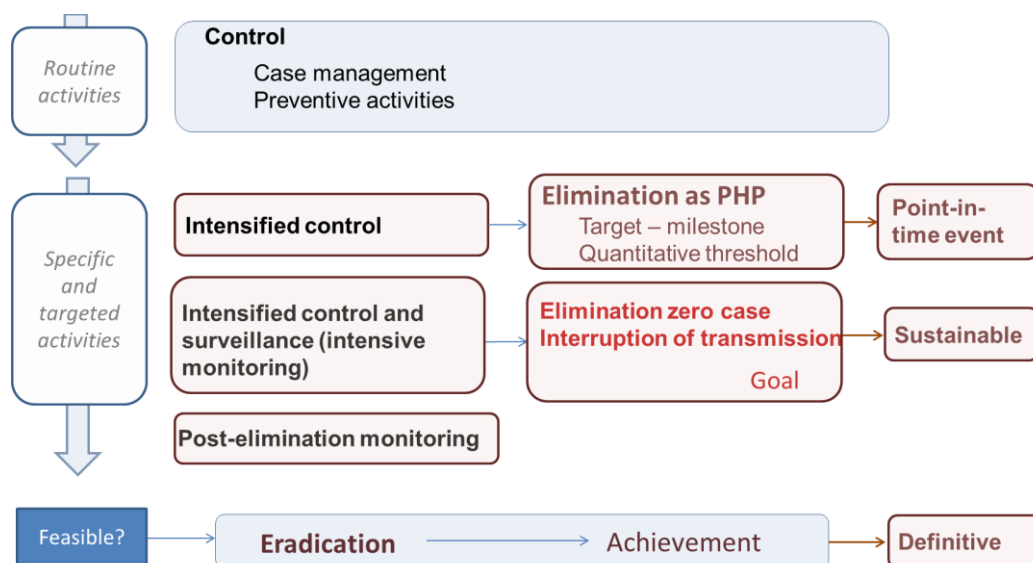 Routine
activities
Control
Case management
Preventive activities
Specific
and
targeted
activities
Intensified control
Elimination as PHP
Target – milestone
Quantitative threshold
Point-in-
time event
Intensified control and
surveillance (intensive
monitoring)
Elimination zero case
Interruption of transmission
Goal
Sustainable
Post-elimination monitoring
Feasible?
Eradication
Achievement
Definitive